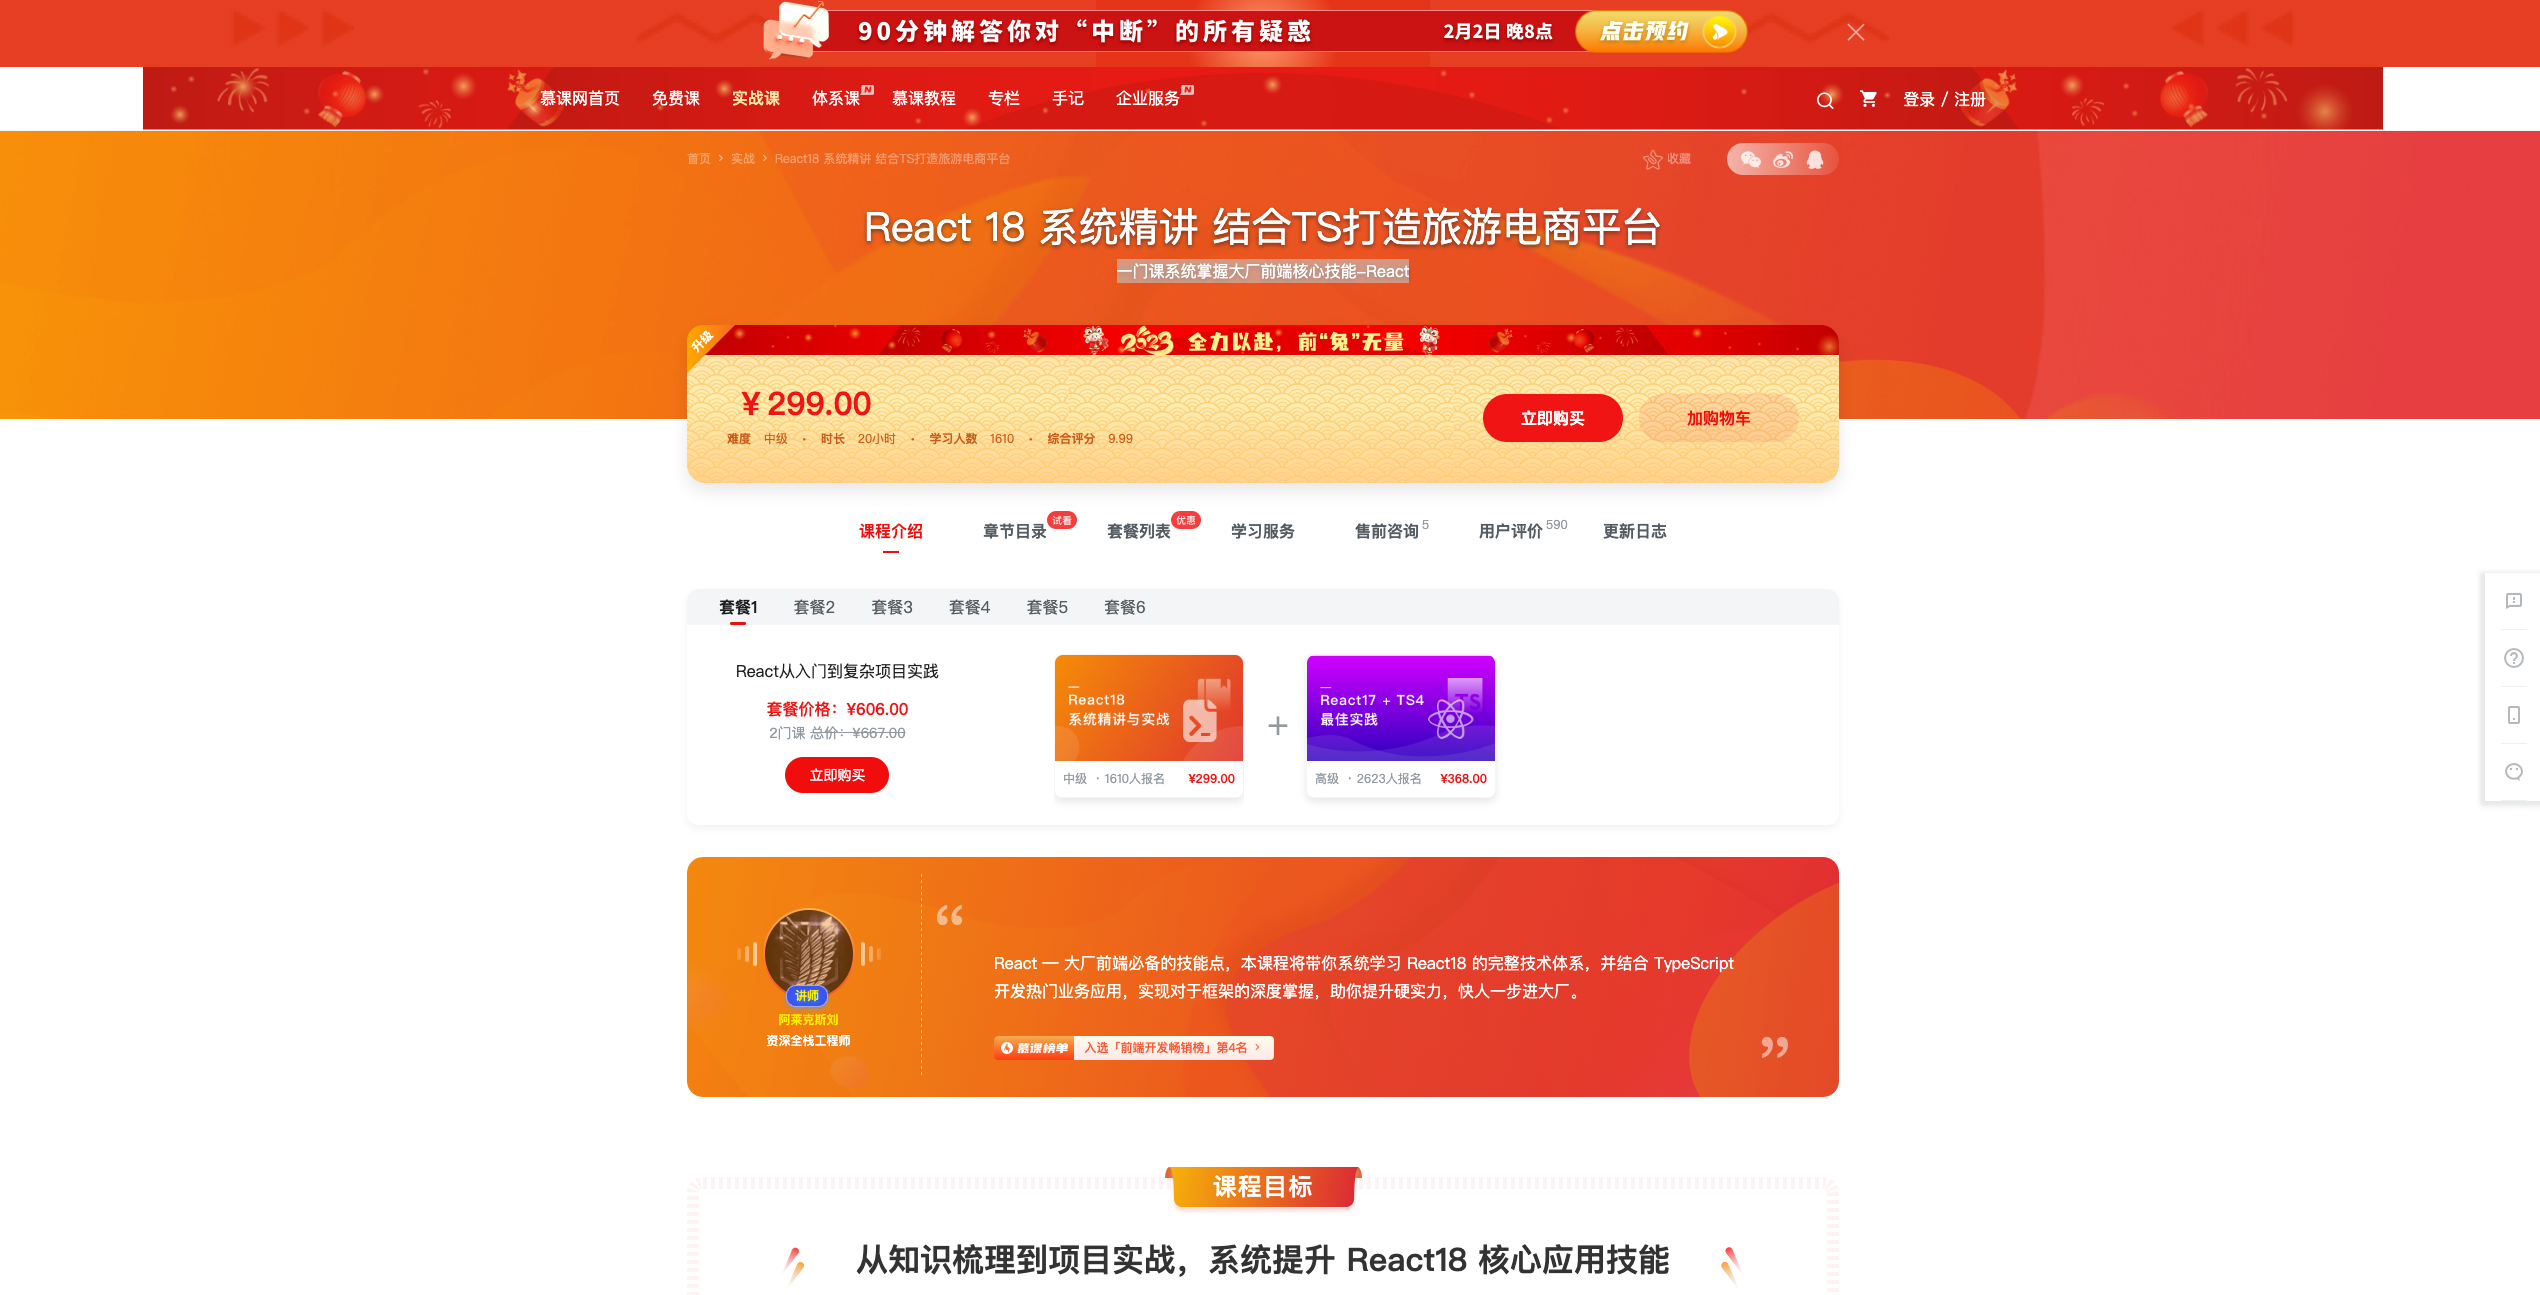 90分钟解答你对“中断”的所有疑惑 2月2日 晚8点 点击预约
慕课网首页 免费课 实战课 体系课 N 慕课教程 专栏 手记 企业服务 N 登录 / 注册
首页 > 实战 > React18 系统精讲 结合TS打造旅游电商平台 收藏
React 18 系统精讲 结合TS打造旅游电商平台
一门课系统掌握大厂前端核心技能-React
升级 2023 全力以赴，前“兔”无量
¥ 299.00
难度 中级 · 时长 20小时 · 学习人数 1610 · 综合评分 9.99
立即购买 加购物车
课程介绍 章节目录 试看 套餐列表 优惠 学习服务 售前咨询 5 用户评价 590 更新日志
套餐1 套餐2 套餐3 套餐4 套餐5 套餐6
React从入门到复杂项目实践
套餐价格：¥606.00
2门课 总价：¥667.00
立即购买
React18
系统精讲与实战
中级 · 1610人报名 ¥299.00
+
React17 + TS4
最佳实践
TS
高级 · 2623人报名 ¥368.00
讲师
阿莱克斯刘
资深全栈工程师
“
React — 大厂前端必备的技能点，本课程将带你系统学习 React18 的完整技术体系，并结合 TypeScript
开发热门业务应用，实现对于框架的深度掌握，助你提升硬实力，快人一步进大厂。
慕课榜单 入选「前端开发畅销榜」第4名 >
”
课程目标
从知识梳理到项目实战，系统提升 React18 核心应用技能